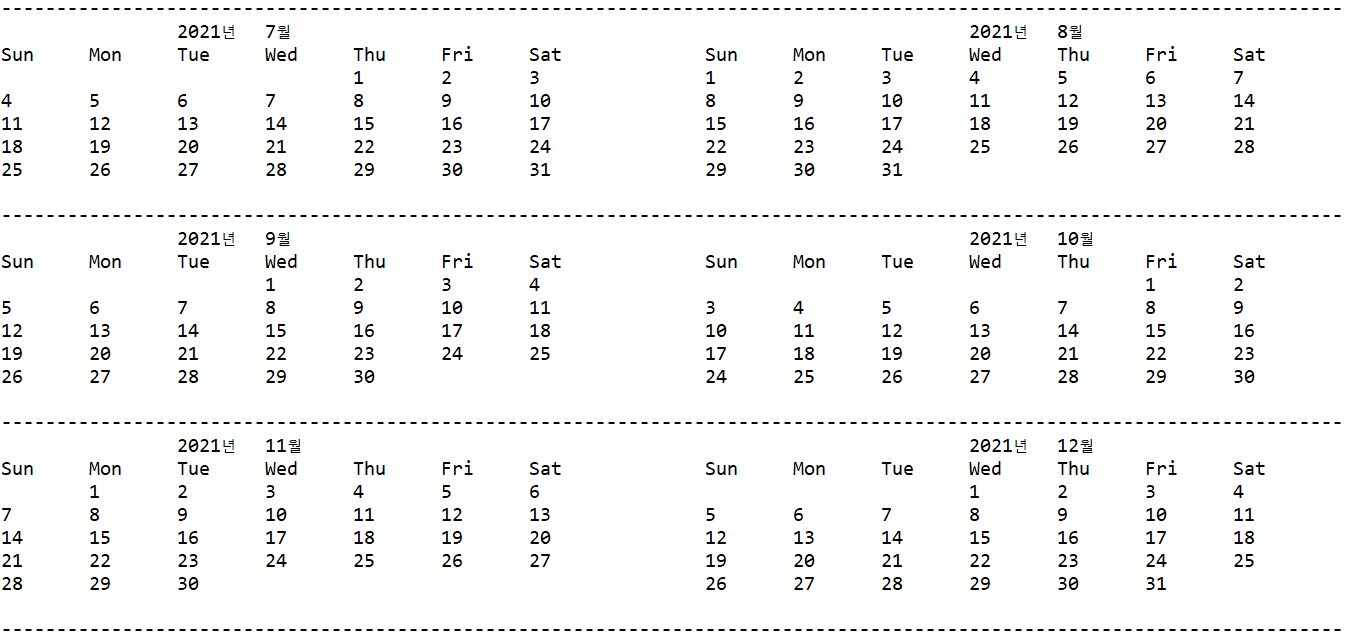 ------------------------------------------------------------------------------------------------------------------------
2021년 7월 2021년 8월
Sun Mon Tue Wed Thu Fri Sat Sun Mon Tue Wed Thu Fri Sat
1 2 3 1 2 3 4 5 6 7
4 5 6 7 8 9 10 8 9 10 11 12 13 14
11 12 13 14 15 16 17 15 16 17 18 19 20 21
18 19 20 21 22 23 24 22 23 24 25 26 27 28
25 26 27 28 29 30 31 29 30 31
------------------------------------------------------------------------------------------------------------------------
2021년 9월 2021년 10월
Sun Mon Tue Wed Thu Fri Sat Sun Mon Tue Wed Thu Fri Sat
1 2 3 4 1 2
5 6 7 8 9 10 11 3 4 5 6 7 8 9
12 13 14 15 16 17 18 10 11 12 13 14 15 16
19 20 21 22 23 24 25 17 18 19 20 21 22 23
26 27 28 29 30 24 25 26 27 28 29 30
------------------------------------------------------------------------------------------------------------------------
2021년 11월 2021년 12월
Sun Mon Tue Wed Thu Fri Sat Sun Mon Tue Wed Thu Fri Sat
1 2 3 4 5 6 1 2 3 4
7 8 9 10 11 12 13 5 6 7 8 9 10 11
14 15 16 17 18 19 20 12 13 14 15 16 17 18
21 22 23 24 25 26 27 19 20 21 22 23 24 25
28 29 30 26 27 28 29 30 31
------------------------------------------------------------------------------------------------------------------------